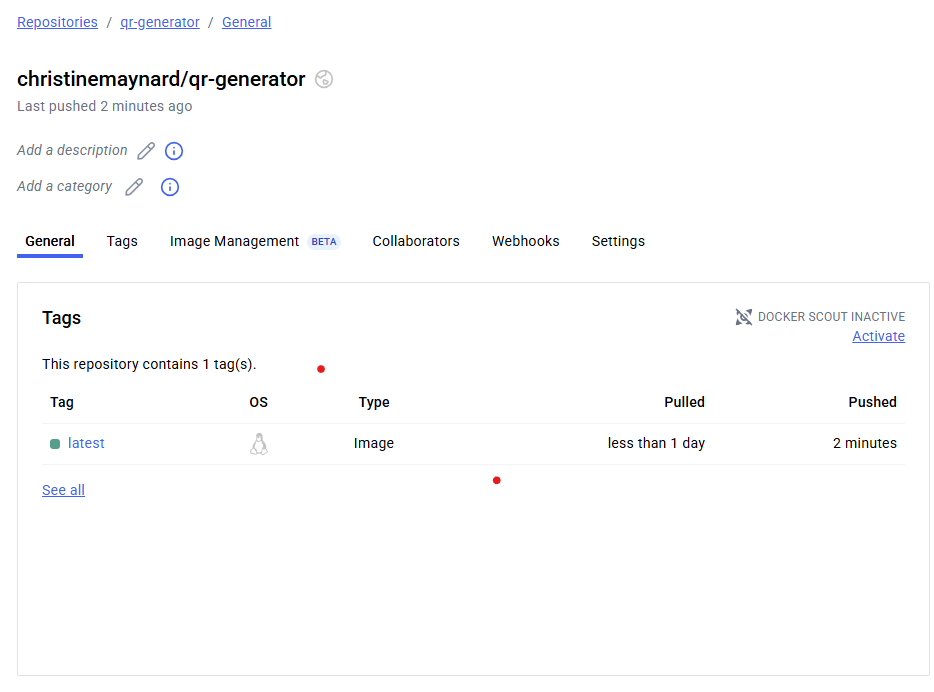 Repositories / qr-generator / General
christinemaynard/qr-generator
Last pushed 2 minutes ago
Add a description
Add a category
General Tags Image Management BETA Collaborators Webhooks Settings
Tags
DOCKER SCOUT INACTIVE
Activate
This repository contains 1 tag(s).
Tag OS Type Pulled Pushed
latest Image less than 1 day 2 minutes
See all